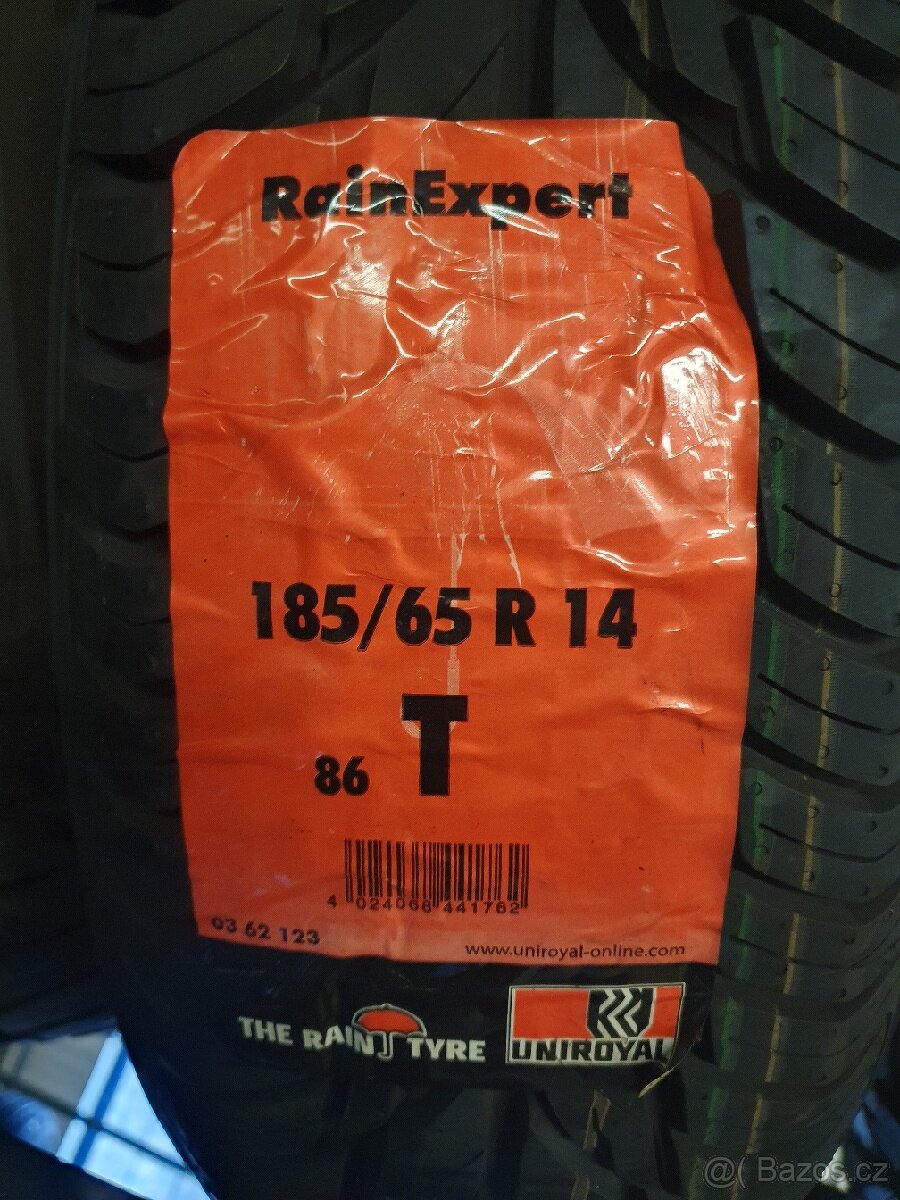 RainExpert
185/65 R 14
86 T
4 024068 441762
03 62 123
www.uniroyal-online.com
THE RAIN TYRE
UNIROYAL
@( Bazos.cz